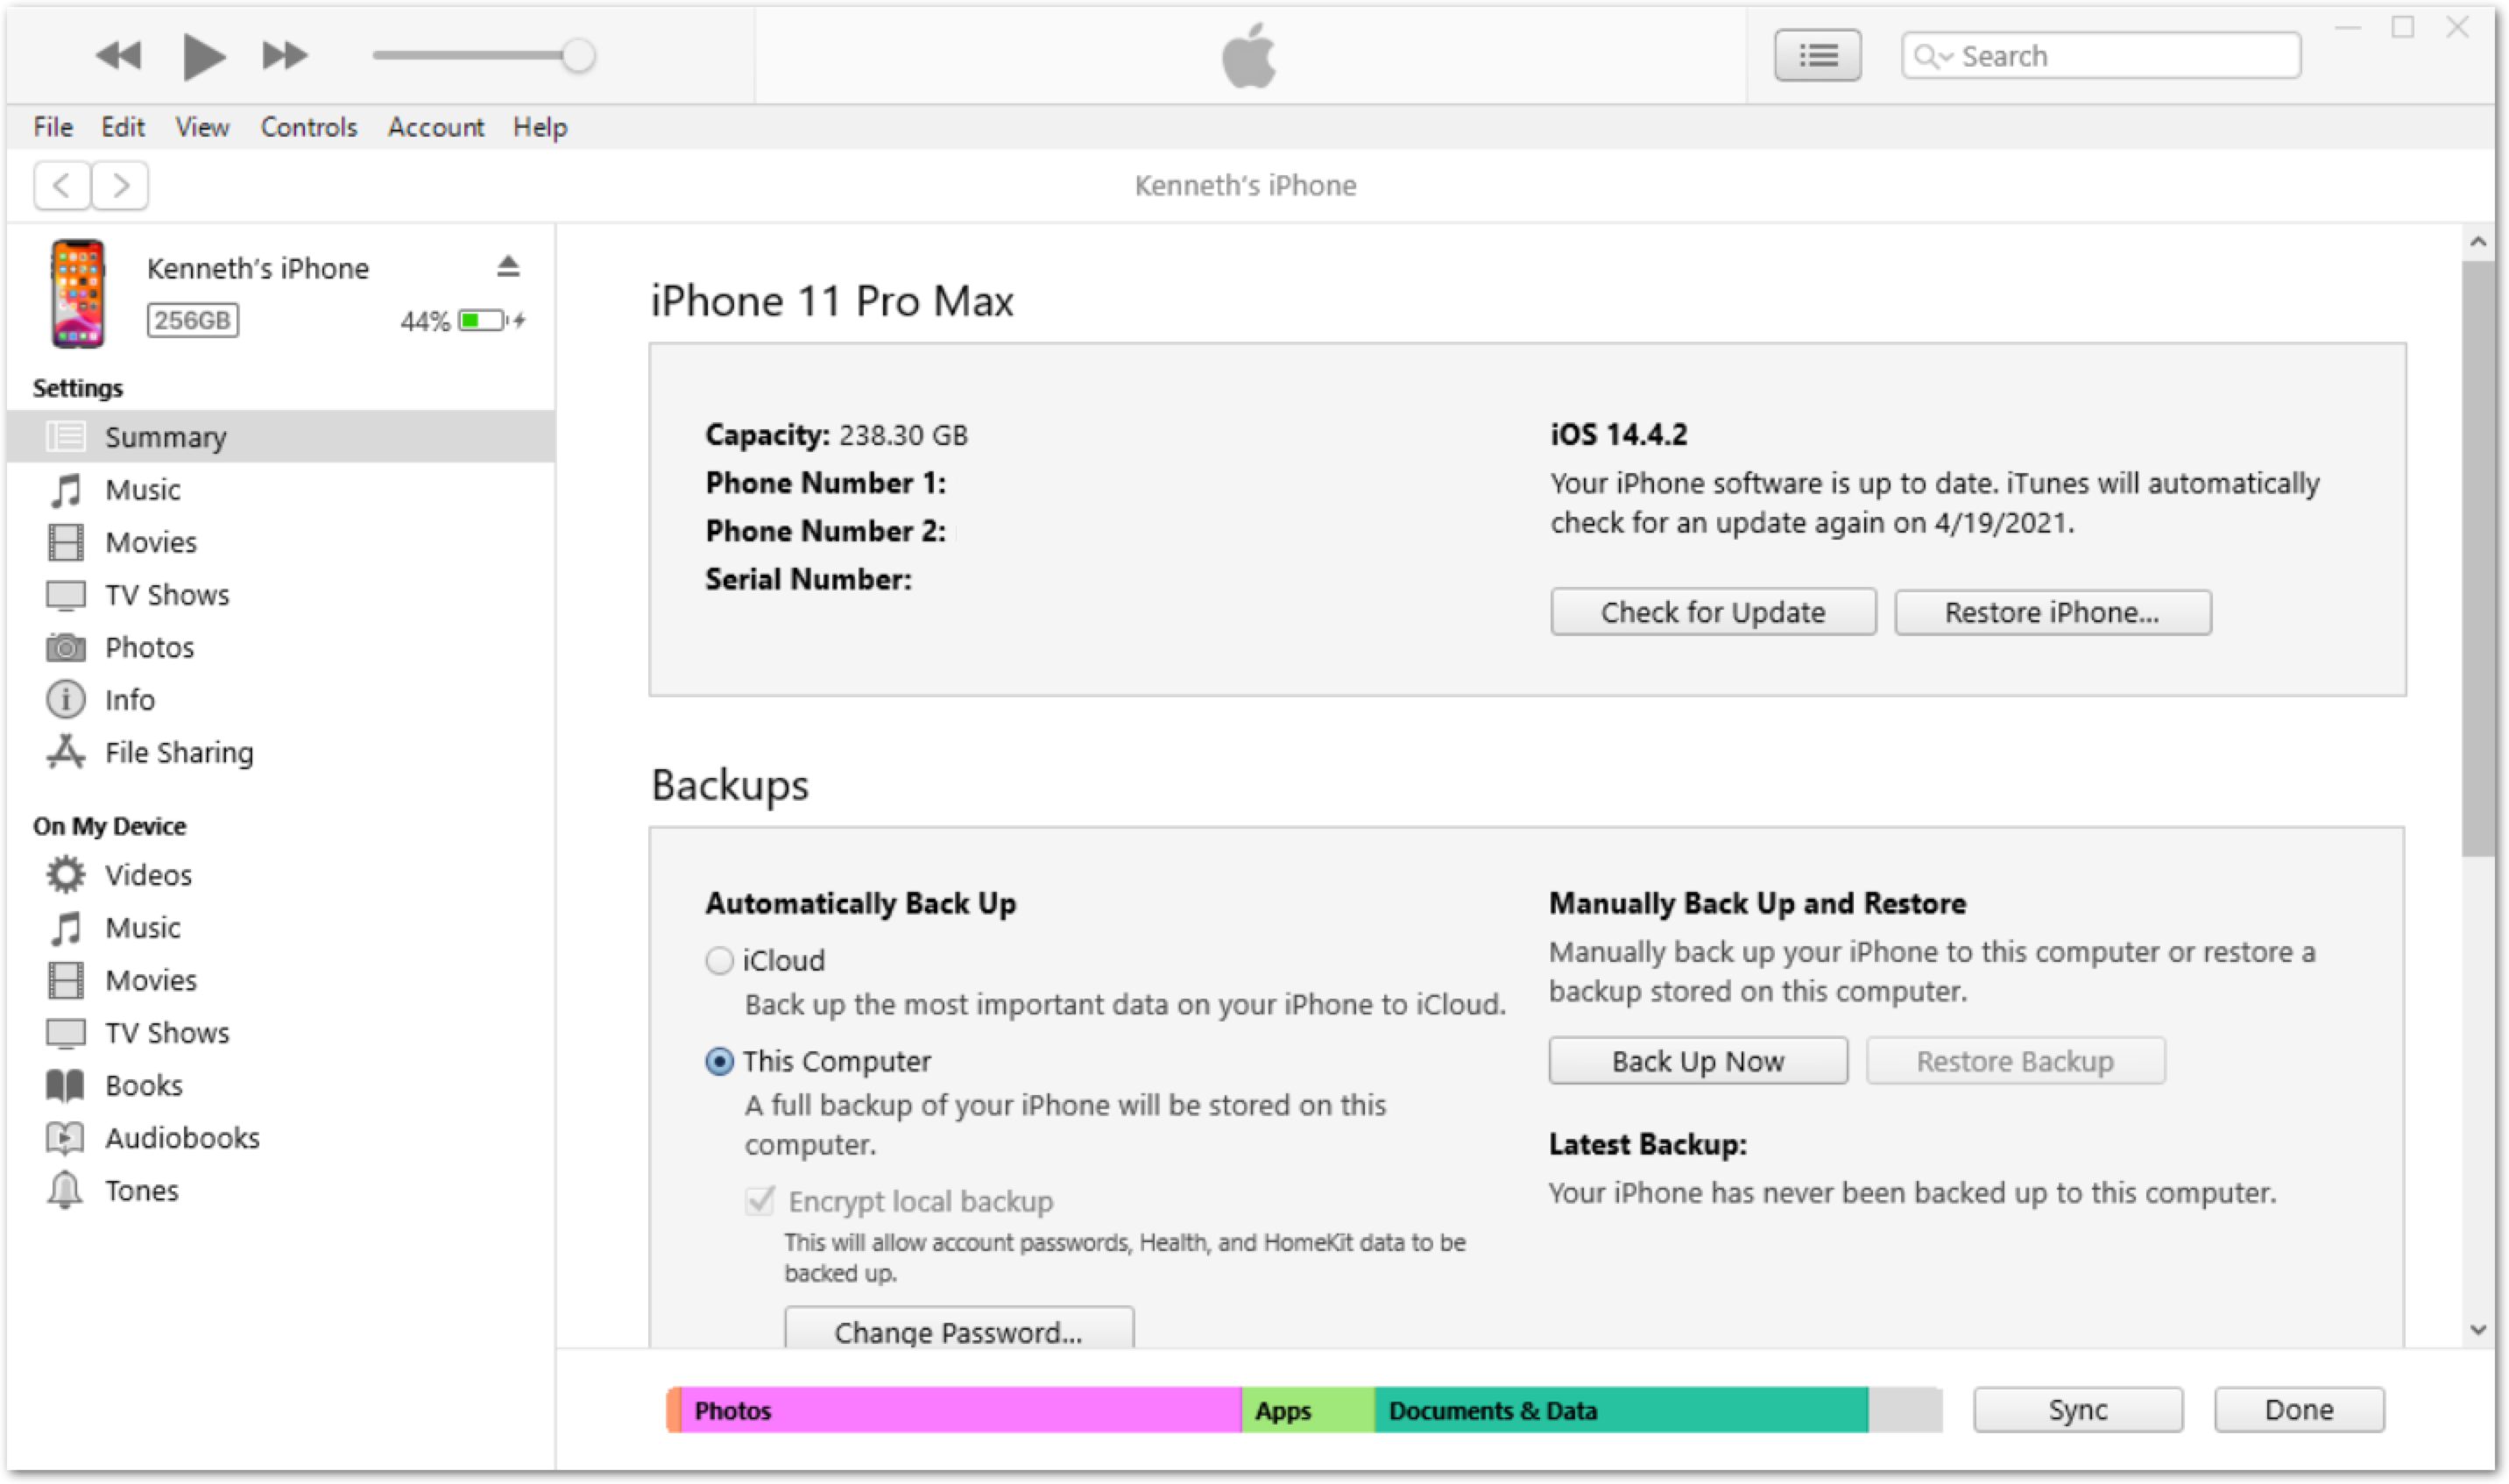 Search
File Edit View Controls Account Help
Kenneth's iPhone
Kenneth's iPhone
256GB 44%
Settings
Summary
Music
Movies
TV Shows
Photos
Info
File Sharing
On My Device
Videos
Music
Movies
TV Shows
Books
Audiobooks
Tones
iPhone 11 Pro Max
Capacity: 238.30 GB
Phone Number 1:
Phone Number 2:
Serial Number:
iOS 14.4.2
Your iPhone software is up to date. iTunes will automatically
check for an update again on 4/19/2021.
Check for Update Restore iPhone...
Backups
Automatically Back Up
iCloud
Back up the most important data on your iPhone to iCloud.
This Computer
A full backup of your iPhone will be stored on this
computer.
Encrypt local backup
This will allow account passwords, Health, and HomeKit data to be
backed up.
Change Password...
Manually Back Up and Restore
Manually back up your iPhone to this computer or restore a
backup stored on this computer.
Back Up Now Restore Backup
Latest Backup:
Your iPhone has never been backed up to this computer.
Photos Apps Documents & Data Sync Done